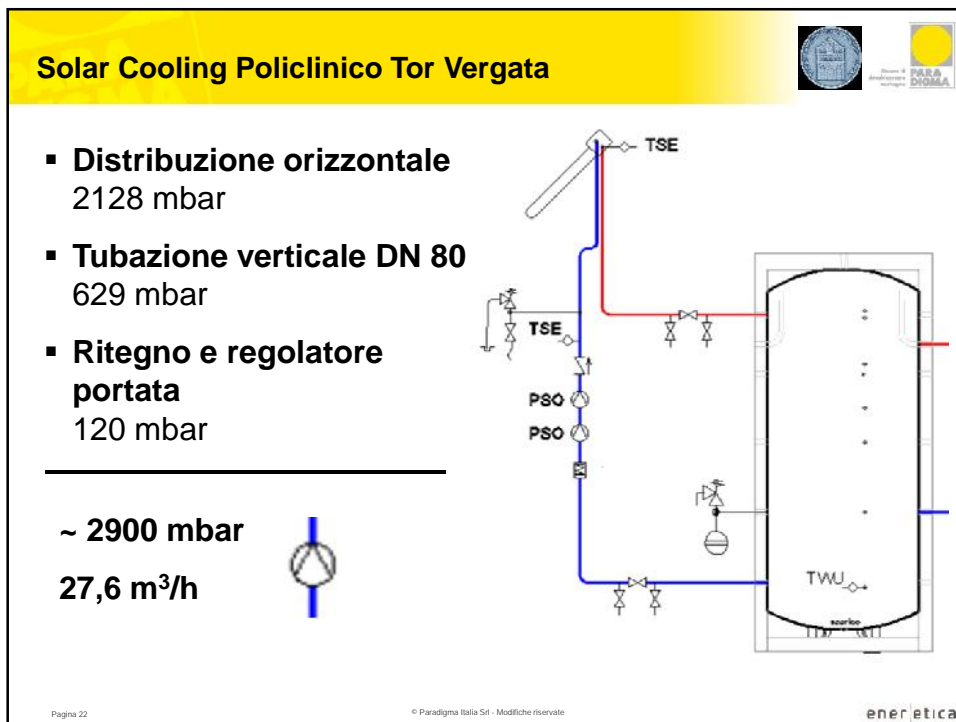 Solar Cooling Policlinico Tor Vergata
PARA
DIGMA
▪ Distribuzione orizzontale
2128 mbar
▪ Tubazione verticale DN 80
629 mbar
▪ Ritegno e regolatore
portata
120 mbar
~ 2900 mbar
27,6 m³/h
TSE
TSE
PSO
PSO
TWU
scarico
Pagina 22
© Paradigma Italia Srl - Modifiche riservate
ener|etica